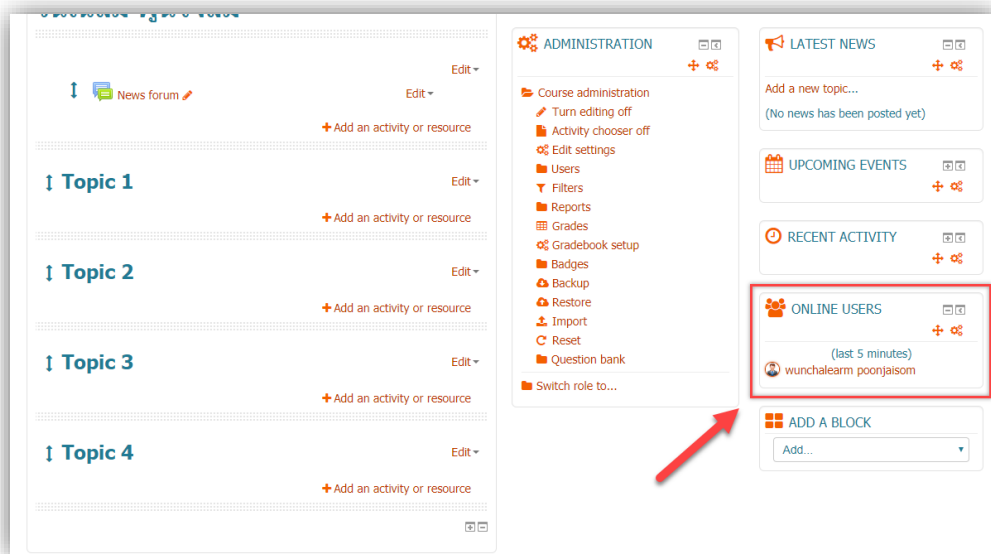 Edit
News forum
Edit
Add an activity or resource
Topic 1
Edit
Add an activity or resource
Topic 2
Edit
Add an activity or resource
Topic 3
Edit
Add an activity or resource
Topic 4
Edit
Add an activity or resource
ADMINISTRATION
Course administration
Turn editing off
Activity chooser off
Edit settings
Users
Filters
Reports
Grades
Gradebook setup
Badges
Backup
Restore
Import
Reset
Question bank
Switch role to...
LATEST NEWS
Add a new topic...
(No news has been posted yet)
UPCOMING EVENTS
RECENT ACTIVITY
ONLINE USERS
(last 5 minutes)
wunchalearm poonjaisom
ADD A BLOCK
Add...